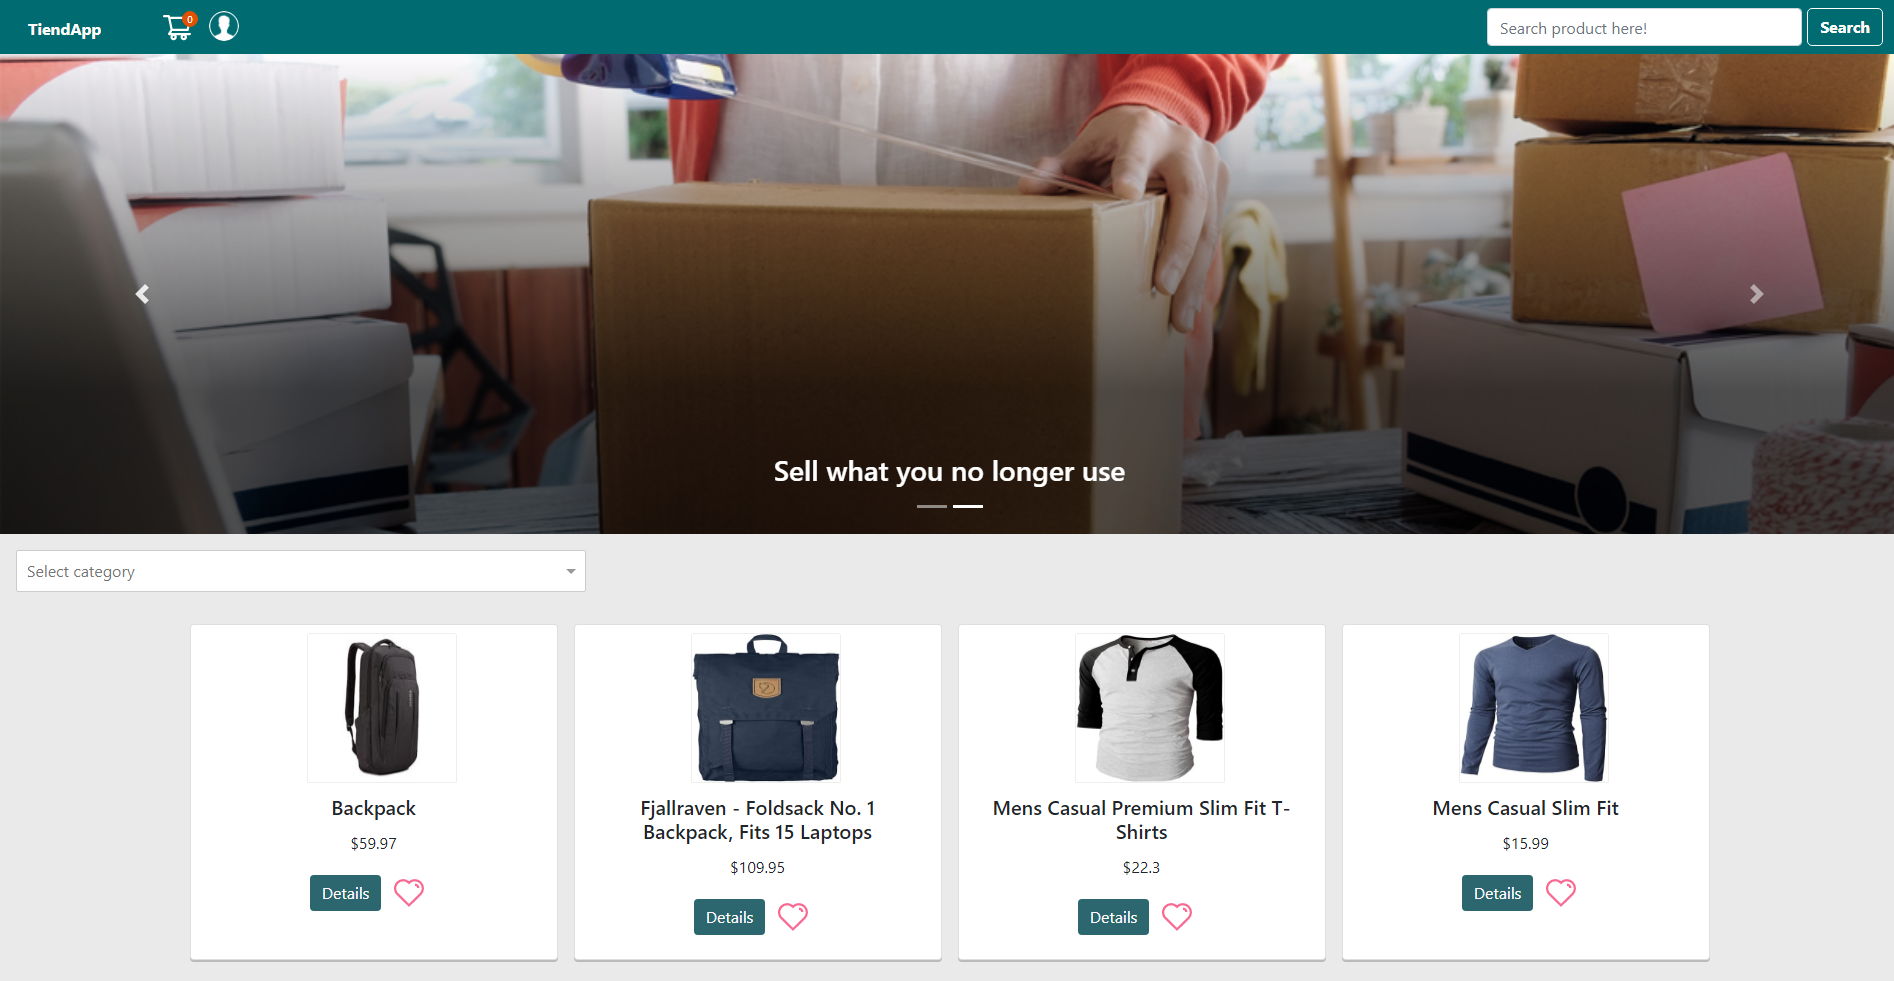 TiendApp
0
Search product here!
Search
Sell what you no longer use
Select category
Backpack
$59.97
Details
Fjallraven - Foldsack No. 1
Backpack, Fits 15 Laptops
$109.95
Details
Mens Casual Premium Slim Fit T-
Shirts
$22.3
Details
Mens Casual Slim Fit
$15.99
Details